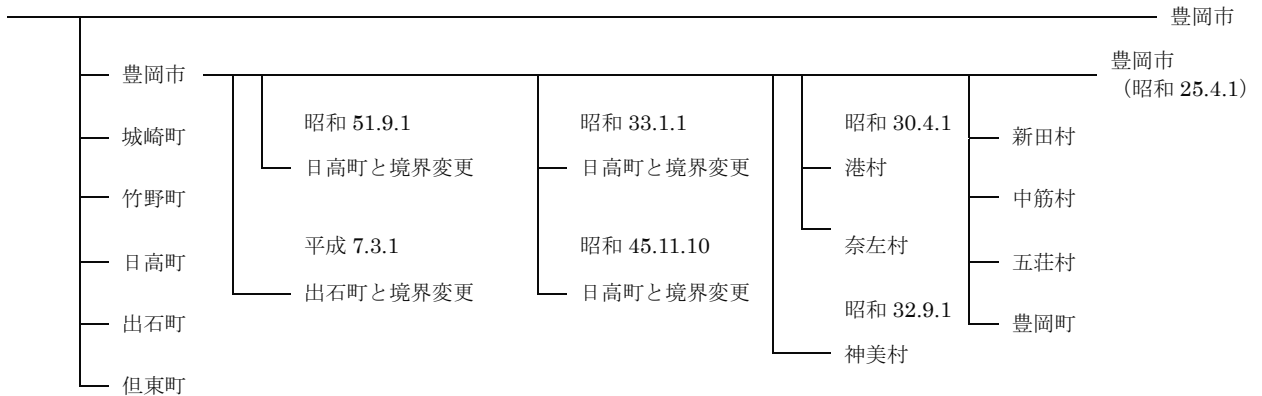 豊岡市
豊岡市
豊岡市
（昭和 25.4.1）
城崎町
竹野町
日高町
出石町
但東町
昭和 51.9.1
日高町と境界変更
平成 7.3.1
出石町と境界変更
昭和 33.1.1
日高町と境界変更
昭和 45.11.10
日高町と境界変更
昭和 30.4.1
港村
奈左村
昭和 32.9.1
神美村
新田村
中筋村
五荘村
豊岡町